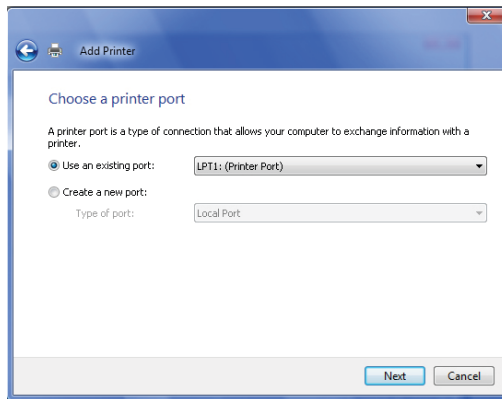 Add Printer
Choose a printer port
A printer port is a type of connection that allows your computer to exchange information with a
printer.
Use an existing port: LPT1: (Printer Port)
Create a new port:
Type of port: Local Port
Next Cancel